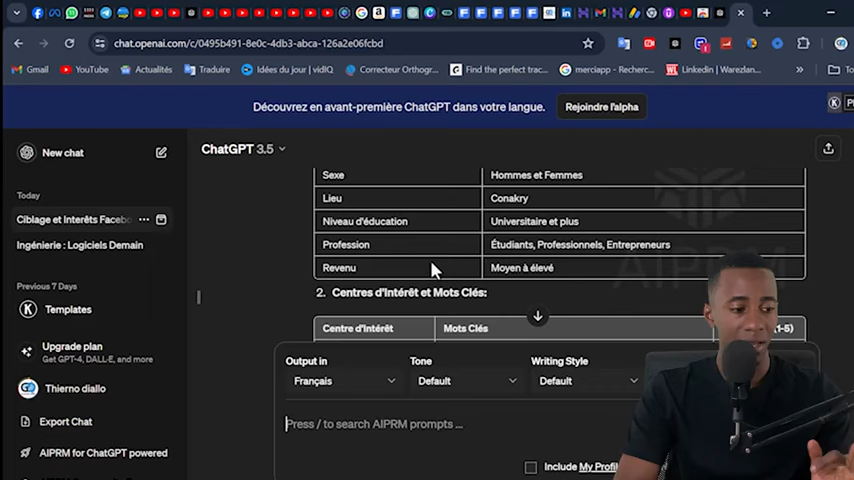 chat.openai.com/c/0495b491-8e0c-4db3-abca-126a2e06fcbd
Gmail
YouTube
Actualités
Traduire
Idées du jour | vidIQ
Correcteur Orthogr...
Find the perfect trac...
merciapp - Recherc...
Linkedin | Warezlan...
»
Découvrez en avant-première ChatGPT dans votre langue.
Rejoindre l'alpha
ChatGPT 3.5
New chat
Today
Ciblage et Interêts Facebo
Ingénierie : Logiciels Demain
Previous 7 Days
Templates
Upgrade plan
Get GPT-4, DALL·E, and more
Thierno diallo
Export Chat
AIPRM for ChatGPT powered
Sexe
Hommes et Femmes
Lieu
Conakry
Niveau d'éducation
Universitaire et plus
Profession
Étudiants, Professionnels, Entrepreneurs
Revenu
Moyen à élevé
AIPRM
2. Centres d'Intérêt et Mots Clés:
Centre d'Intérêt
Mots Clés
(1-5)
Output in
Tone
Writing Style
Français
Default
Default
Press / to search AIPRM prompts ...
Include My Profi